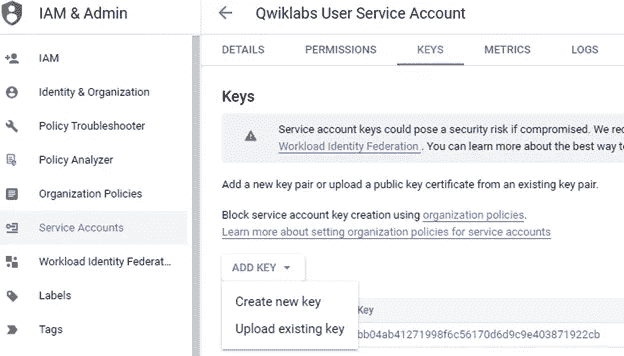 IAM & Admin
Qwiklabs User Service Account
DETAILS
PERMISSIONS
KEYS
METRICS
LOGS
IAM
Identity & Organization
Policy Troubleshooter
Policy Analyzer
Organization Policies
Service Accounts
Workload Identity Federat...
Labels
Tags
Keys
Service account keys could pose a security risk if compromised. We rec
Workload Identity Federation . You can learn more about the best way to
Add a new key pair or upload a public key certificate from an existing key pair.
Block service account key creation using organization policies.
Learn more about setting organization policies for service accounts
ADD KEY
Create new key
Upload existing key
Key
bb04ab41271998f6c56170d6d9c9e403871922cb